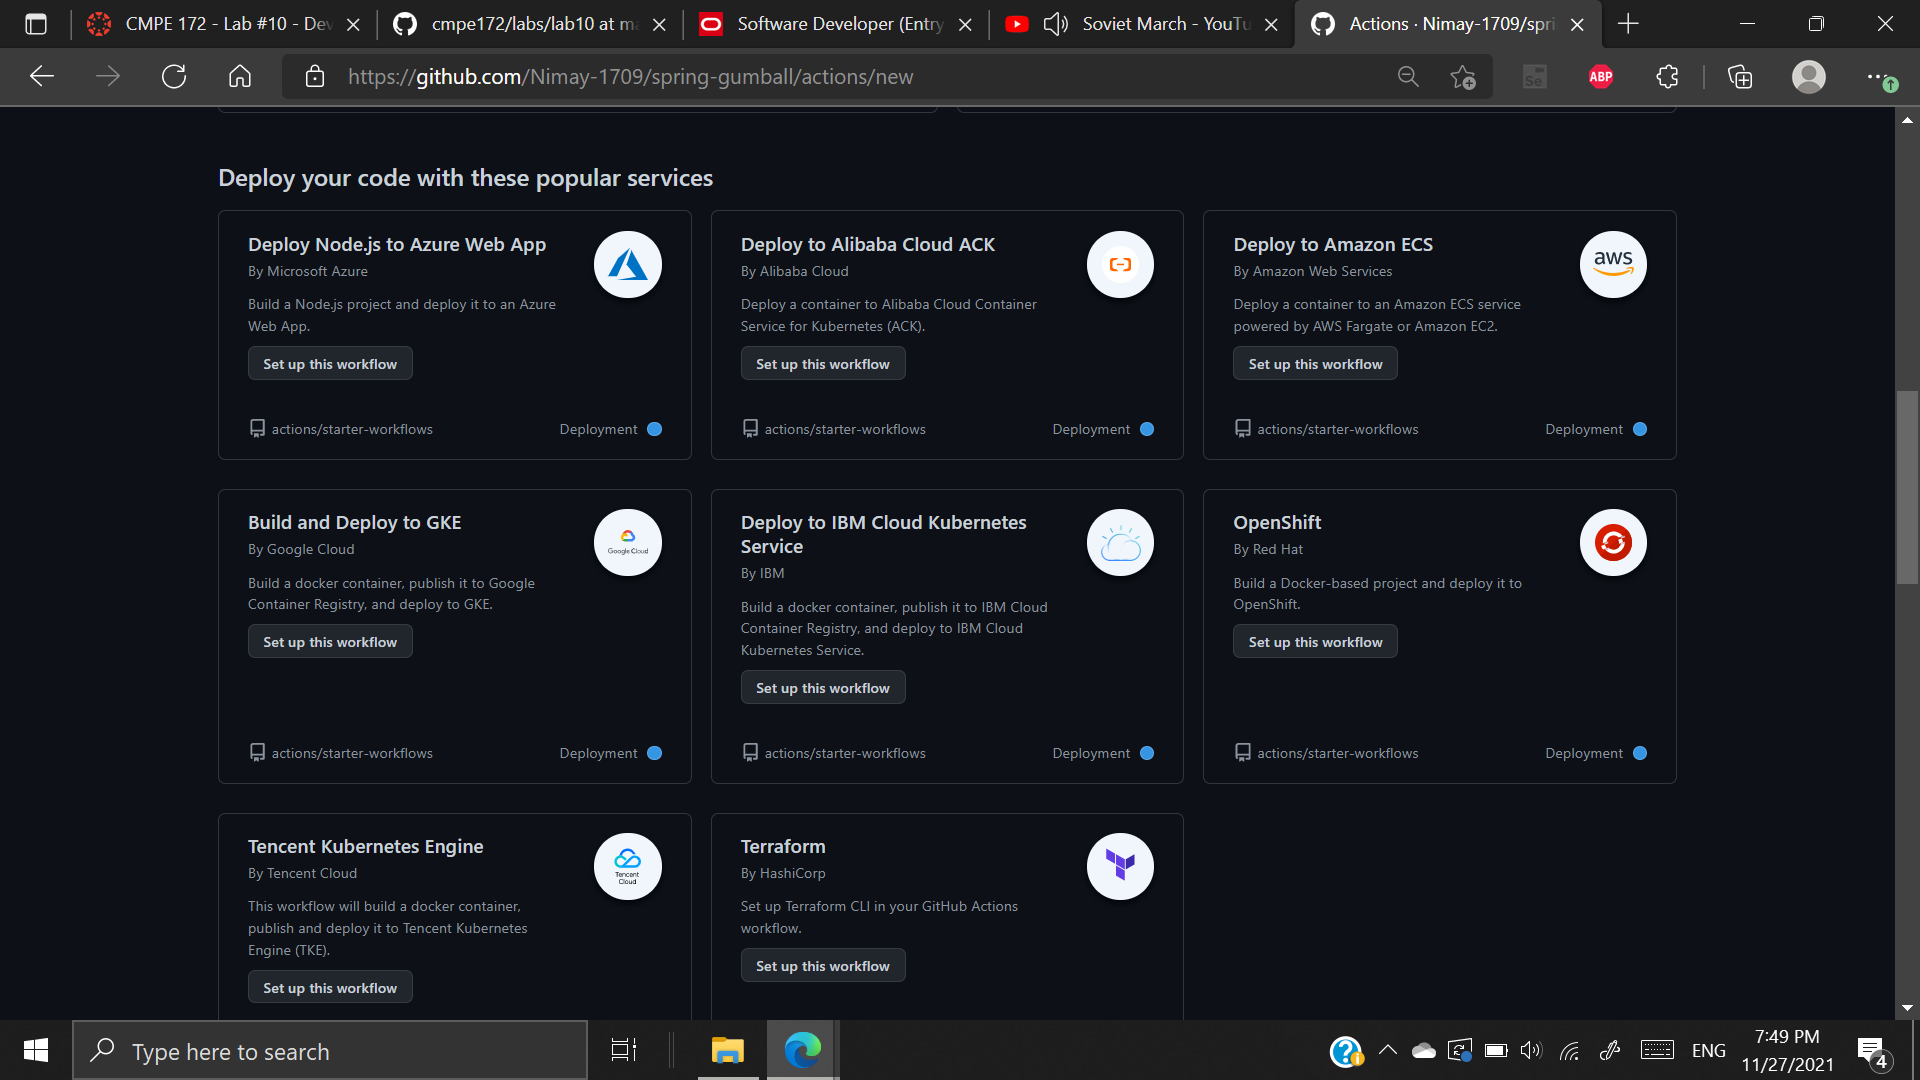 CMPE 172 - Lab #10 - Dev
cmpe172/labs/lab10 at ma
Software Developer (Entry
Soviet March - YouTu
Actions · Nimay-1709/spri
https://github.com/Nimay-1709/spring-gumball/actions/new
Se
ABP
Deploy your code with these popular services
Deploy Node.js to Azure Web App
By Microsoft Azure
Build a Node.js project and deploy it to an Azure
Web App.
Set up this workflow
actions/starter-workflows
Deployment
Deploy to Alibaba Cloud ACK
By Alibaba Cloud
Deploy a container to Alibaba Cloud Container
Service for Kubernetes (ACK).
Set up this workflow
actions/starter-workflows
Deployment
Deploy to Amazon ECS
By Amazon Web Services
Deploy a container to an Amazon ECS service
powered by AWS Fargate or Amazon EC2.
Set up this workflow
aws
actions/starter-workflows
Deployment
Build and Deploy to GKE
By Google Cloud
Build a docker container, publish it to Google
Container Registry, and deploy to GKE.
Set up this workflow
Google Cloud
actions/starter-workflows
Deployment
Deploy to IBM Cloud Kubernetes
Service
By IBM
Build a docker container, publish it to IBM Cloud
Container Registry, and deploy to IBM Cloud
Kubernetes Service.
Set up this workflow
actions/starter-workflows
Deployment
OpenShift
By Red Hat
Build a Docker-based project and deploy it to
OpenShift.
Set up this workflow
actions/starter-workflows
Deployment
Tencent Kubernetes Engine
By Tencent Cloud
This workflow will build a docker container,
publish and deploy it to Tencent Kubernetes
Engine (TKE).
Set up this workflow
Tencent
Cloud
Terraform
By HashiCorp
Set up Terraform CLI in your GitHub Actions
workflow.
Set up this workflow
Type here to search
ENG
7:49 PM
11/27/2021
4